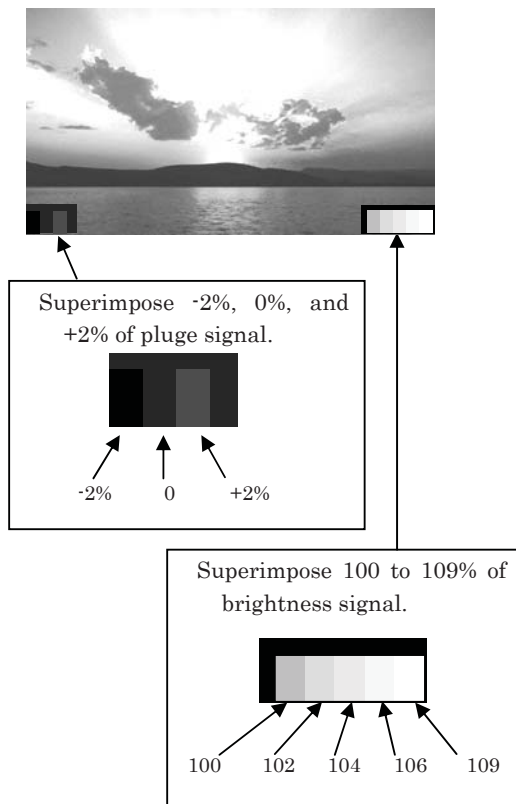 Superimpose -2%, 0%, and
+2% of pluge signal.
-2% 0 +2%
Superimpose 100 to 109% of
brightness signal.
100 102 104 106 109